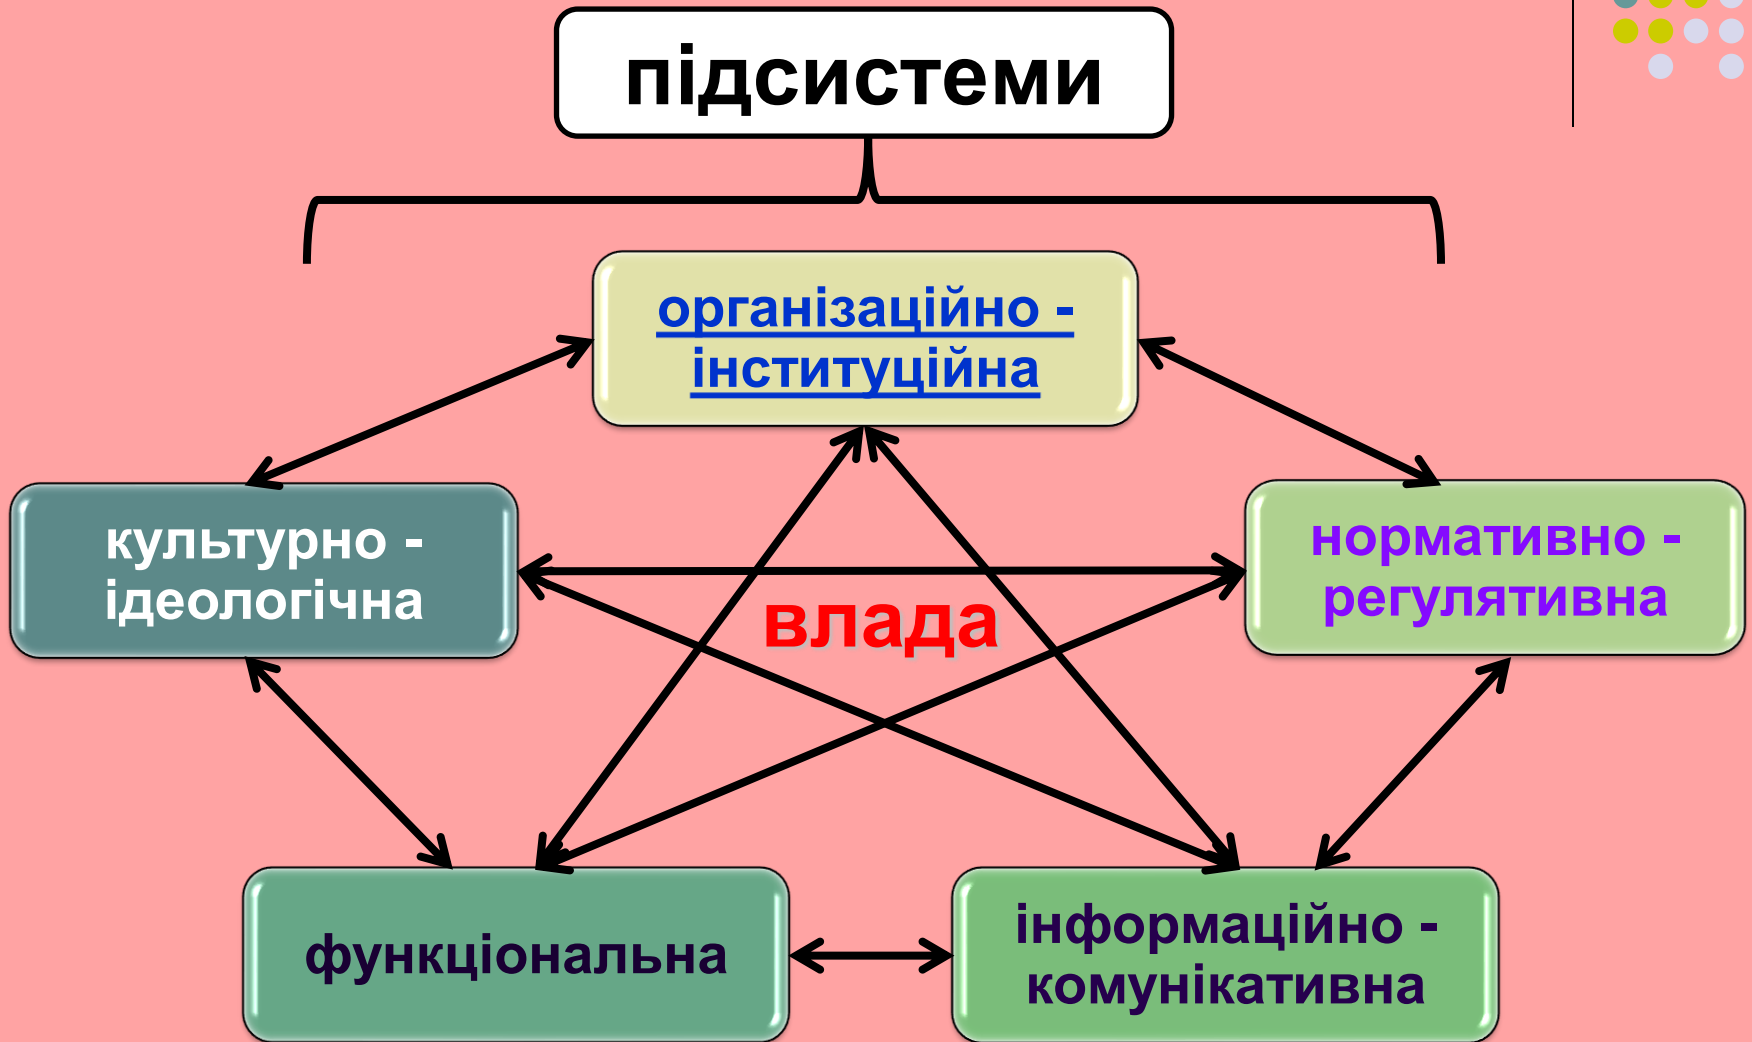 підсистеми
організаційно -
інституційна
культурно -
ідеологічна
нормативно -
регулятивна
влада
функціональна
інформаційно -
комунікативна